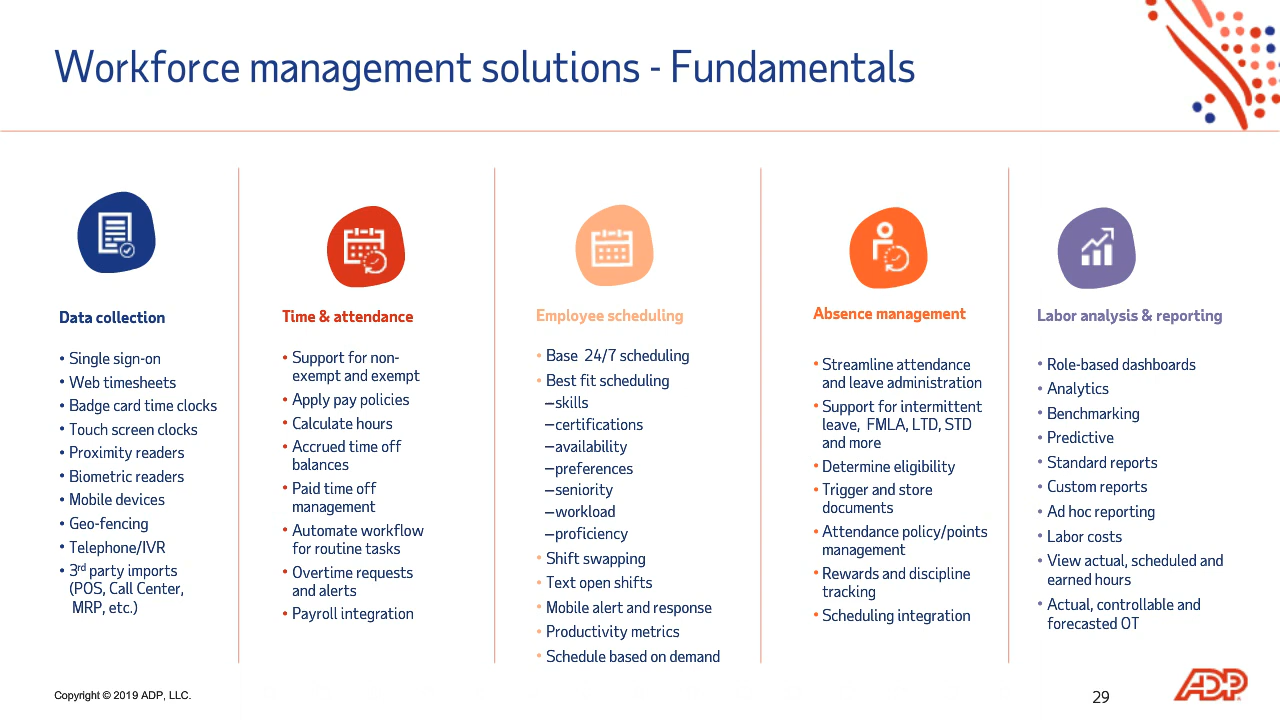 Workforce management solutions - Fundamentals
Data collection
• Single sign-on
• Web timesheets
• Badge card time clocks
• Touch screen clocks
• Proximity readers
• Biometric readers
• Mobile devices
• Geo-fencing
• Telephone/IVR
• 3rd party imports
(POS, Call Center,
MRP, etc.)
Time & attendance
• Support for non-
exempt and exempt
• Apply pay policies
• Calculate hours
• Accrued time off
balances
• Paid time off
management
• Automate workflow
for routine tasks
• Overtime requests
and alerts
• Payroll integration
Employee scheduling
• Base 24/7 scheduling
• Best fit scheduling
–skills
–certifications
–availability
–preferences
–seniority
–workload
–proficiency
• Shift swapping
• Text open shifts
• Mobile alert and response
• Productivity metrics
• Schedule based on demand
Absence management
• Streamline attendance
and leave administration
• Support for intermittent
leave, FMLA, LTD, STD
and more
• Determine eligibility
• Trigger and store
documents
• Attendance policy/points
management
• Rewards and discipline
tracking
• Scheduling integration
Labor analysis & reporting
• Role-based dashboards
• Analytics
• Benchmarking
• Predictive
• Standard reports
• Custom reports
• Ad hoc reporting
• Labor costs
• View actual, scheduled and
earned hours
• Actual, controllable and
forecasted OT
Copyright © 2019 ADP, LLC.
29
ADP